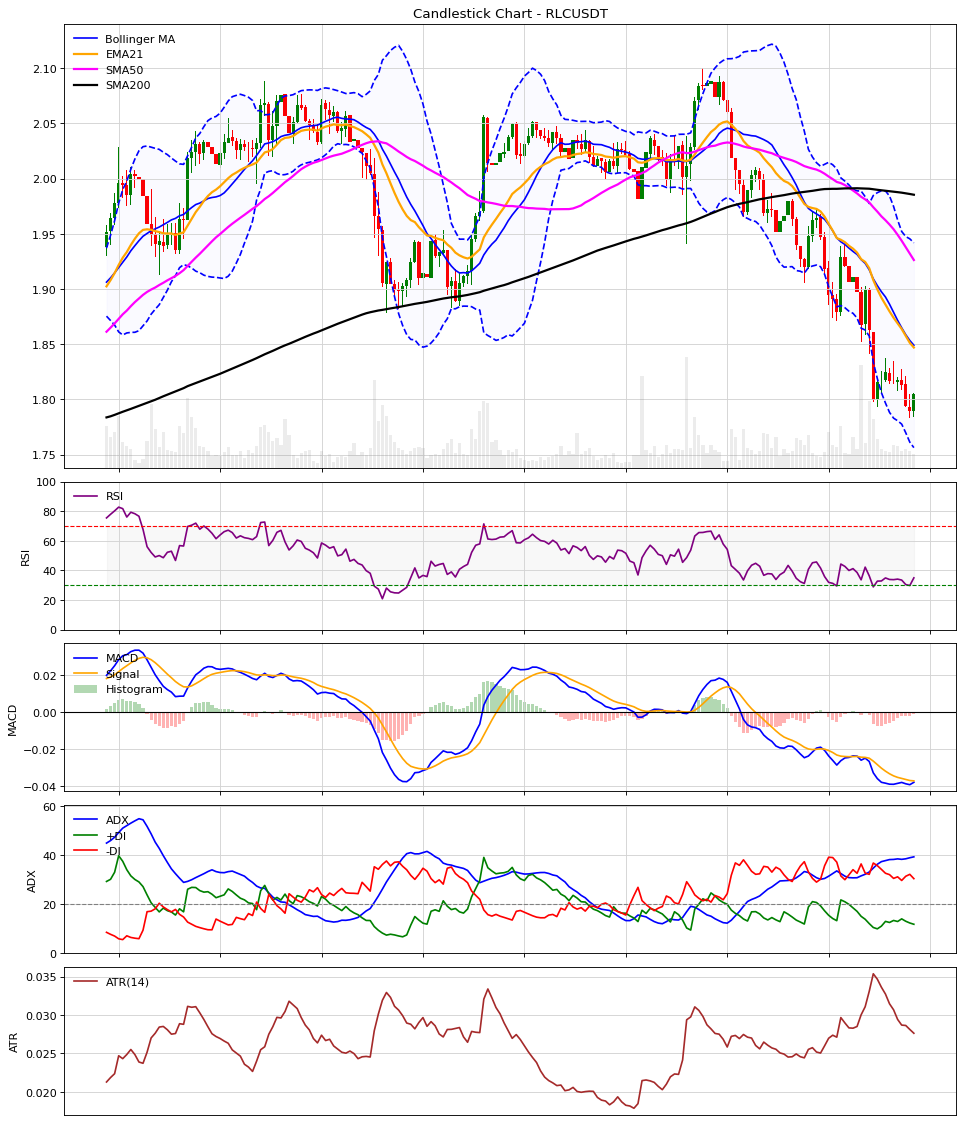 Candlestick Chart - RLCUSDT
Bollinger MA
EMA21
SMA50
SMA200
2.10
2.05
2.00
1.95
1.90
1.85
1.80
1.75
RSI
100
80
60
40
20
0
RSI
MACD
Signal
Histogram
0.02
0.00
−0.02
−0.04
MACD
ADX
+DI
-DI
60
40
20
0
ADX
ATR(14)
0.035
0.030
0.025
0.020
ATR